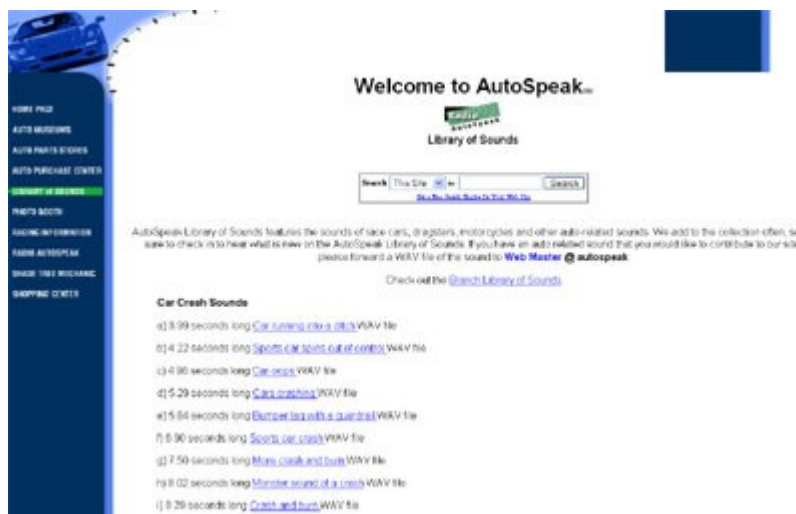 Welcome to AutoSpeak
Radio
AutoSpeak
Library of Sounds
HOME PAGE
AUTO MUSEUMS
AUTO PARTS STORES
AUTO PURCHASE CENTER
LIBRARY of SOUNDS
PHOTO BOOTH
RACING INFORMATION
RADIO AUTOSPEAK
SHADE TREE MECHANIC
SHOPPING CENTER
Search This Site for Search
AutoSpeak Library of Sounds features the sounds of race cars, dragsters, motorcycles and other auto-related sounds. We add to the collection often, so
sure to check in to hear what is new on the AutoSpeak Library of Sounds. If you have an auto related sound that you would like to contribute to our
please forward a WAV file of the sound to Web Master @ autospeak
Check out the Branch Library of Sounds
Car Crash Sounds
a) 3.99 seconds long Car running into a ditch WAV file
b) 4.22 seconds long Sports car spins out of control WAV file
c) 4.96 seconds long Car oops WAV file
d) 5.29 seconds long Cars crashing WAV file
e) 5.84 seconds long Bumper tag with a guardrail WAV file
f) 6.90 seconds long Sports car crash WAV file
g) 7.50 seconds long More crash and burn WAV file
h) 8.02 seconds long Monster sound of a crash WAV file
i) 8.29 seconds long Crash and burn WAV file